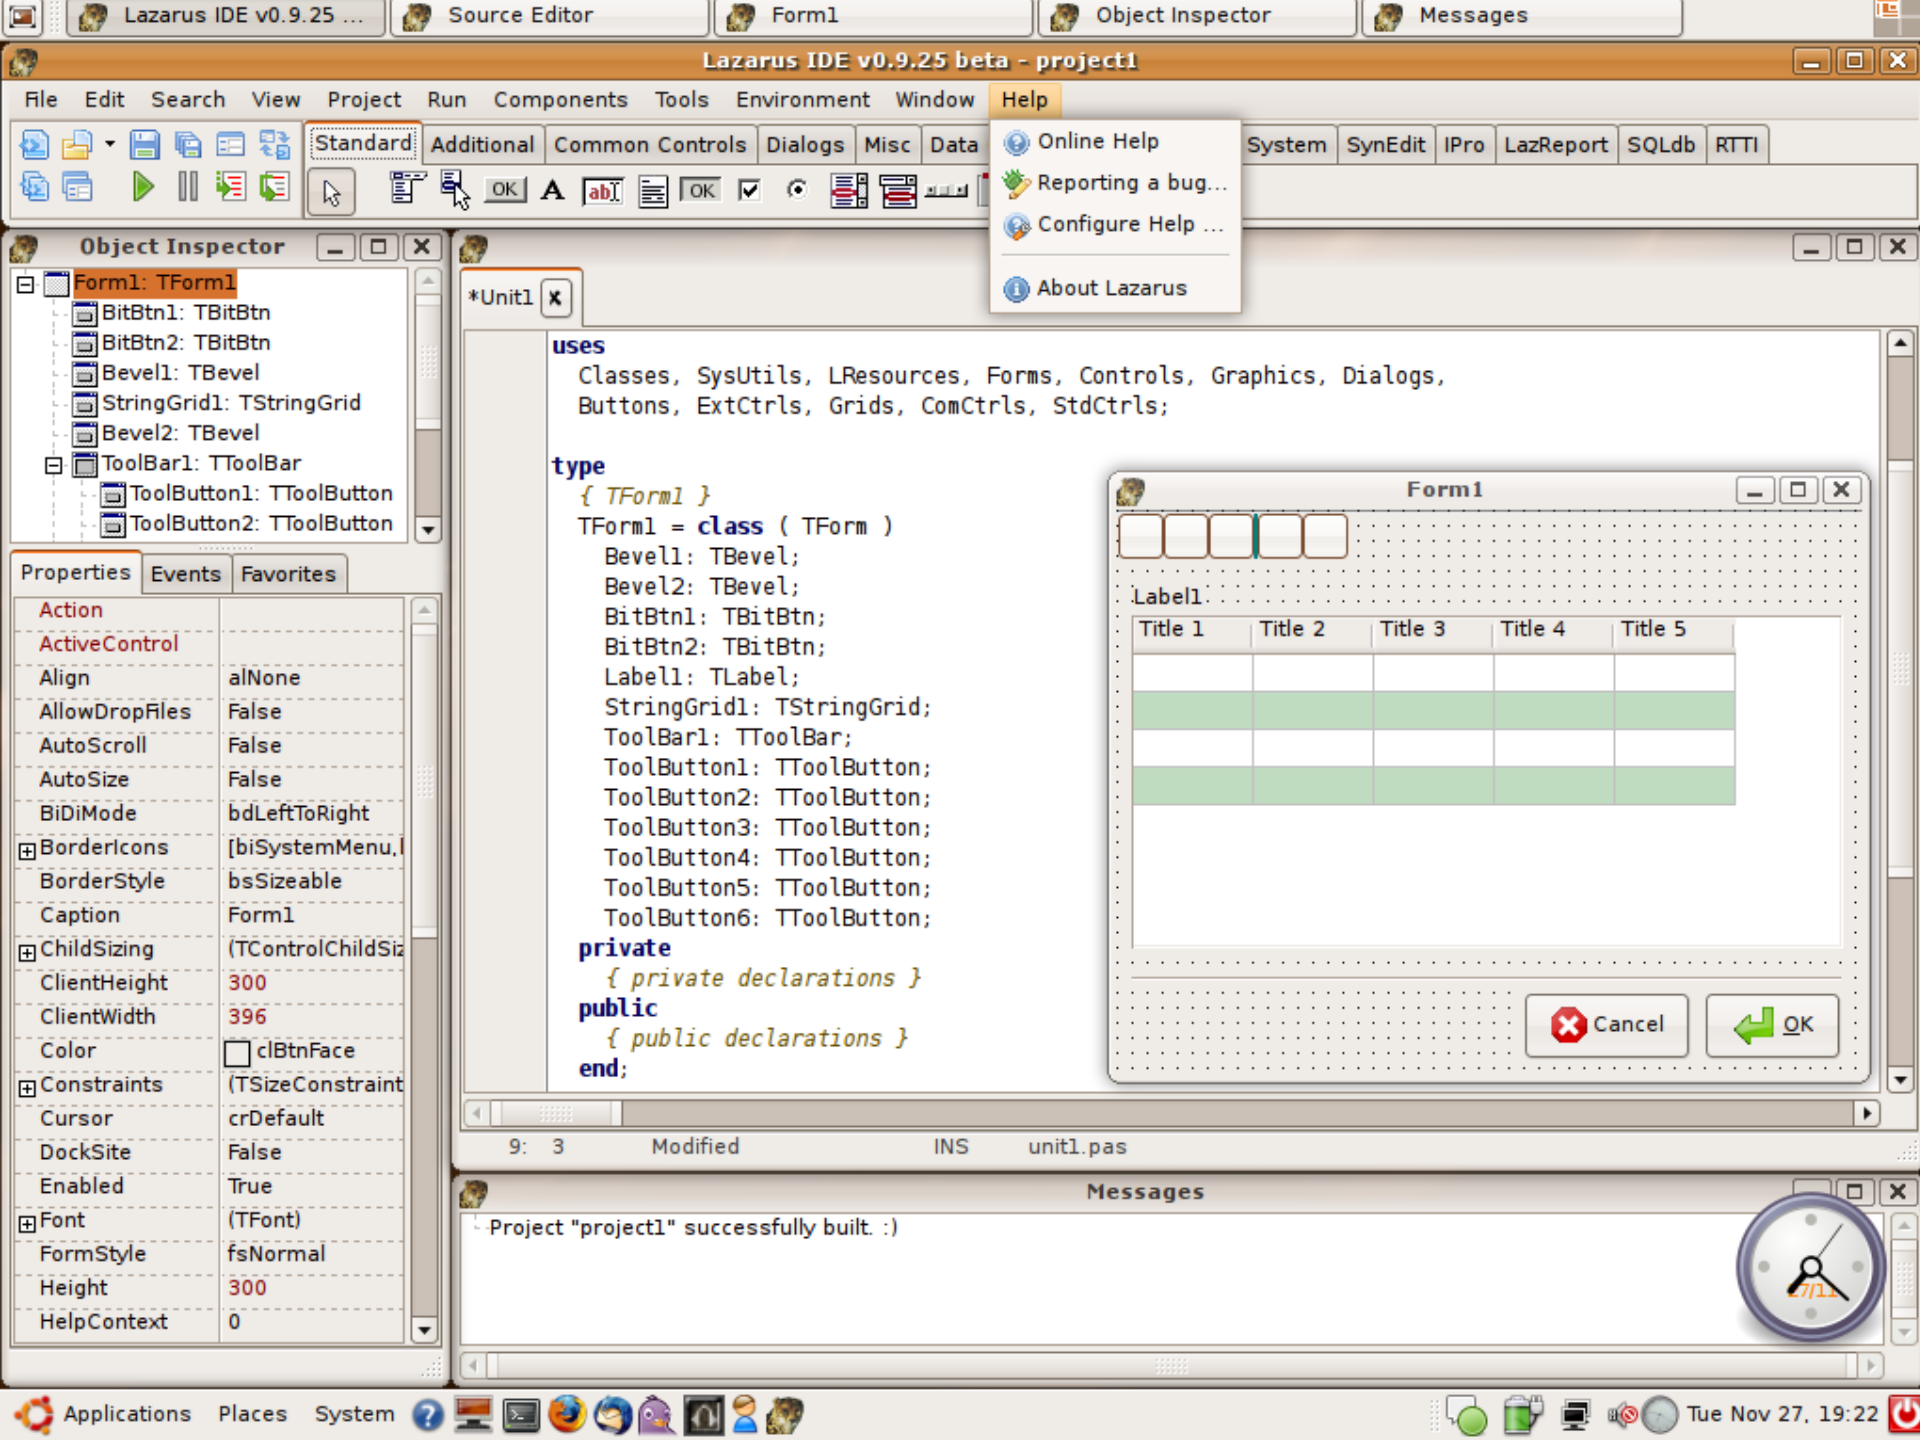 Lazarus IDE v0.9.25 ...
Source Editor
Form1
Object Inspector
Messages
Lazarus IDE v0.9.25 beta - project1
File Edit Search View Project Run Components Tools Environment Window Help
Standard Additional Common Controls Dialogs Misc Data System SynEdit IPro LazReport SQLdb RTTI
OK A abI OK
Online Help
Reporting a bug...
Configure Help ...
About Lazarus
Object Inspector
Form1: TForm1
BitBtn1: TBitBtn
BitBtn2: TBitBtn
Bevel1: TBevel
StringGrid1: TStringGrid
Bevel2: TBevel
ToolBar1: TToolBar
ToolButton1: TToolButton
ToolButton2: TToolButton
Properties Events Favorites
Action
ActiveControl
Align alNone
AllowDropFiles False
AutoScroll False
AutoSize False
BiDiMode bdLeftToRight
BorderIcons [biSystemMenu,
BorderStyle bsSizeable
Caption Form1
ChildSizing (TControlChildSiz
ClientHeight 300
ClientWidth 396
Color clBtnFace
Constraints (TSizeConstraint
Cursor crDefault
DockSite False
Enabled True
Font (TFont)
FormStyle fsNormal
Height 300
HelpContext 0
*Unit1
uses
Classes, SysUtils, LResources, Forms, Controls, Graphics, Dialogs,
Buttons, ExtCtrls, Grids, ComCtrls, StdCtrls;
type
{ TForm1 }
TForm1 = class ( TForm )
Bevel1: TBevel;
Bevel2: TBevel;
BitBtn1: TBitBtn;
BitBtn2: TBitBtn;
Label1: TLabel;
StringGrid1: TStringGrid;
ToolBar1: TToolBar;
ToolButton1: TToolButton;
ToolButton2: TToolButton;
ToolButton3: TToolButton;
ToolButton4: TToolButton;
ToolButton5: TToolButton;
ToolButton6: TToolButton;
private
{ private declarations }
public
{ public declarations }
end;
9: 3 Modified INS unit1.pas
Form1
Label1
Title 1 Title 2 Title 3 Title 4 Title 5
Cancel OK
Messages
Project "project1" successfully built. :)
27/11
Applications Places System
Tue Nov 27, 19:22